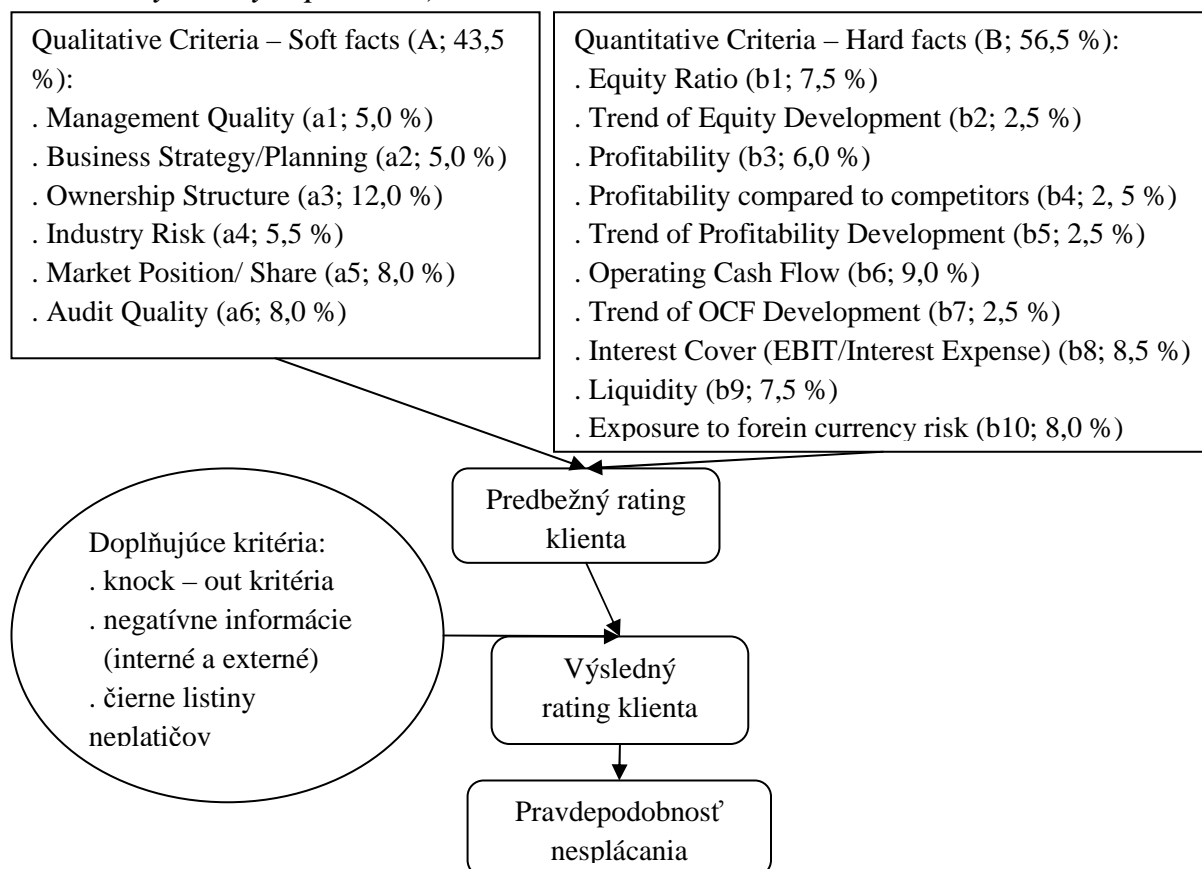 Qualitative Criteria – Soft facts (A; 43,5
%):
. Management Quality (a1; 5,0 %)
. Business Strategy/Planning (a2; 5,0 %)
. Ownership Structure (a3; 12,0 %)
. Industry Risk (a4; 5,5 %)
. Market Position/ Share (a5; 8,0 %)
. Audit Quality (a6; 8,0 %)
Quantitative Criteria – Hard facts (B; 56,5 %):
. Equity Ratio (b1; 7,5 %)
. Trend of Equity Development (b2; 2,5 %)
. Profitability (b3; 6,0 %)
. Profitability compared to competitors (b4; 2, 5 %)
. Trend of Profitability Development (b5; 2,5 %)
. Operating Cash Flow (b6; 9,0 %)
. Trend of OCF Development (b7; 2,5 %)
. Interest Cover (EBIT/Interest Expense) (b8; 8,5 %)
. Liquidity (b9; 7,5 %)
. Exposure to forein currency risk (b10; 8,0 %)
Predbežný rating
klienta
Doplňujúce kritéria:
. knock – out kritéria
. negatívne informácie
(interné a externé)
. čierne listiny
neplatičov
Výsledný
rating klienta
Pravdepodobnosť
nesplácania